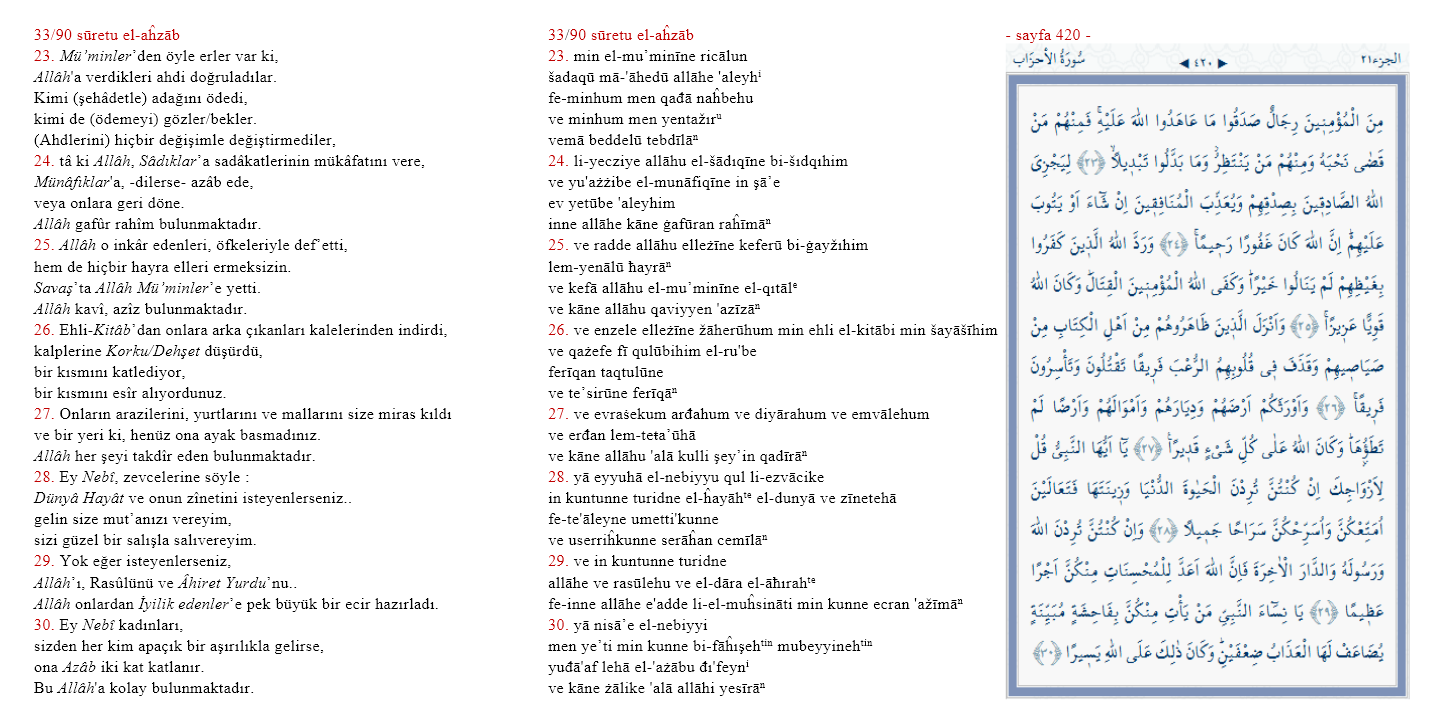 33/90 sūretu el-aĥzāb
23. Mü’minler’den öyle erler var ki,
Allâh'a verdikleri ahdi doğruladılar.
Kimi (şehâdetle) adağını ödedi,
kimi de (ödemeyi) gözler/bekler.
(Ahdlerini) hiçbir değişimle değiştirmediler,
24. tâ ki Allâh, Sâdıklar’a sadâkatlerinin mükâfatını vere,
Münâfıklar'a, -dilerse- azâb ede,
veya onlara geri döne.
Allâh gafûr rahîm bulunmaktadır.
25. Allâh o inkâr edenleri, öfkeleriyle def’etti,
hem de hiçbir hayra elleri ermeksizin.
Savaş’ta Allâh Mü’minler’e yetti.
Allâh kavî, azîz bulunmaktadır.
26. Ehli-Kitâb’dan onlara arka çıkanları kalelerinden indirdi,
kalplerine Korku/Dehşet düşürdü,
bir kısmını katlediyor,
bir kısmını esîr alıyordunuz.
27. Onların arazilerini, yurtlarını ve mallarını size miras kıldı
ve bir yeri ki, henüz ona ayak basmadınız.
Allâh her şeyi takdîr eden bulunmaktadır.
28. Ey Nebî, zevcelerine söyle :
Dünyâ Hayât ve onun zînetini isteyenlerseniz..
gelin size mut’anızı vereyim,
sizi güzel bir salışla salıvereyim.
29. Yok eğer isteyenlerseniz,
Allâh’ı, Rasûlünü ve Âhiret Yurdu’nu..
Allâh onlardan İyilik edenler’e pek büyük bir ecir hazırladı.
30. Ey Nebî kadınları,
sizden her kim apaçık bir aşırılıkla gelirse,
ona Azâb iki kat katlanır.
Bu Allâh'a kolay bulunmaktadır.
33/90 sūretu el-aĥzāb
23. min el-mu’minīne ricālun
šadaqū mā-'āhedū allāhe 'aleyhⁱ
fe-minhum men qađā naĥbehu
ve minhum men yentažırᵘ
vemā beddelū tebdīlāⁿ
24. li-yecziye allāhu el-šādıqīne bi-šıdqıhim
ve yu'ażżibe el-munāfiqīne in şā’e
ev yetūbe 'aleyhim
inne allāhe kāne ġafūran raĥīmāⁿ
25. ve radde allāhu elleżīne keferū bi-ġayžıhim
lem-yenālū ħayrāⁿ
ve kefā allāhu el-mu’minīne el-qıtālᵉ
ve kāne allāhu qaviyyen 'azīzāⁿ
26. ve enzele elleżīne žāherūhum min ehli el-kitābi min šayāšīhim
ve qażefe fī qulūbihim el-ru'be
ferīqan taqtulūne
ve te’sirūne ferīqāⁿ
27. ve evraśekum arđahum ve diyārahum ve emvālehum
ve erđan lem-teŧa’ūhā
ve kāne allāhu 'alā kulli şey’in qadīrāⁿ
28. yā eyyuhā el-nebiyyu qul li-ezvācike
in kuntunne turidne el-ĥayāhᵗᵉ el-dunyā ve zīnetehā
fe-te'āleyne umetti'kunne
ve userriĥkunne serāĥan cemīlāⁿ
29. ve in kuntunne turidne
allāhe ve rasūlehu ve el-dāra el-āħırahᵗᵉ
fe-inne allāhe e'adde li-el-muĥsināti min kunne ecran 'ažīmāⁿ
30. yā nisā’e el-nebiyyi
men ye’ti min kunne bi-fāĥışehᵗⁱⁿ mubeyyinehᵗⁱⁿ
yuđā'af lehā el-'ażābu đı'feynⁱ
ve kāne żālike 'alā allāhi yesīrāⁿ
- sayfa 420 -
الجزء ٢١ ◀ ٤٢٠ ▶ سُورَةُ الأحزَاب
مِنَ الْمُؤْمِن۪ينَ رِجَالٌ صَدَقُوا مَا عَاهَدُوا اللّٰهَ عَلَيْهِۚ فَمِنْهُمْ مَنْ
قَضٰى نَحْبَهُ وَمِنْهُمْ مَنْ يَنْتَظِرُۘ وَمَا بَدَّلُوا تَبْد۪يلًاۙ ﴿٢٣﴾ لِيَجْزِيَ
اللّٰهُ الصَّادِق۪ينَ بِصِدْقِهِمْ وَيُعَذِّبَ الْمُنَافِق۪ينَ اِنْ شَٓاءَ اَوْ يَتُوبَ
عَلَيْهِمْۜ اِنَّ اللّٰهَ كَانَ غَفُورًا رَح۪يمًاۚ ﴿٢٤﴾ وَرَدَّ اللّٰهُ الَّذ۪ينَ كَفَرُوا
بِغَيْظِهِمْ لَمْ يَنَالُوا خَيْرًاۜ وَكَفَى اللّٰهُ الْمُؤْمِن۪ينَ الْقِتَالَۜ وَكَانَ اللّٰهُ
قَوِيًّا عَز۪يزًاۚ ﴿٢٥﴾ وَاَنْزَلَ الَّذ۪ينَ ظَاهَرُوهُمْ مِنْ اَهْلِ الْكِتَابِ مِنْ
صَيَاص۪يهِمْ وَقَذَفَ ف۪ي قُلُوبِهِمُ الرُّعْبَ فَر۪يقًا تَقْتُلُونَ وَتَأْسِرُونَ
فَر۪يقًاۚ ﴿٢٦﴾ وَاَوْرَثَكُمْ اَرْضَهُمْ وَدِيَارَهُمْ وَاَمْوَالَهُمْ وَاَرْضًا لَمْ
تَطَؤُ۫هَاۜ وَكَانَ اللّٰهُ عَلٰى كُلِّ شَيْءٍ قَد۪يرًا۟ ﴿٢٧﴾ يَٓا اَيُّهَا النَّبِيُّ قُلْ
لِاَزْوَاجِكَ اِنْ كُنْتُنَّ تُرِدْنَ الْحَيٰوةَ الدُّنْيَا وَز۪ينَتَهَا فَتَعَالَيْنَ
اُمَتِّعْكُنَّ وَاُسَرِّحْكُنَّ سَرَاحًا جَم۪يلًا ﴿٢٨﴾ وَاِنْ كُنْتُنَّ تُرِدْنَ اللّٰهَ
وَرَسُولَهُ وَالدَّارَ الْاٰخِرَةَ فَاِنَّ اللّٰهَ اَعَدَّ لِلْمُحْسِنَاتِ مِنْكُنَّ اَجْرًا
عَظ۪يمًا ﴿٢٩﴾ يَا نِسَٓاءَ النَّبِيِّ مَنْ يَأْتِ مِنْكُنَّ بِفَاحِشَةٍ مُبَيِّنَةٍ
يُضَاعَفْ لَهَا الْعَذَابُ ضِعْفَيْنِۜ وَكَانَ ذٰلِكَ عَلَى اللّٰهِ يَس۪يرًا ﴿٣٠﴾